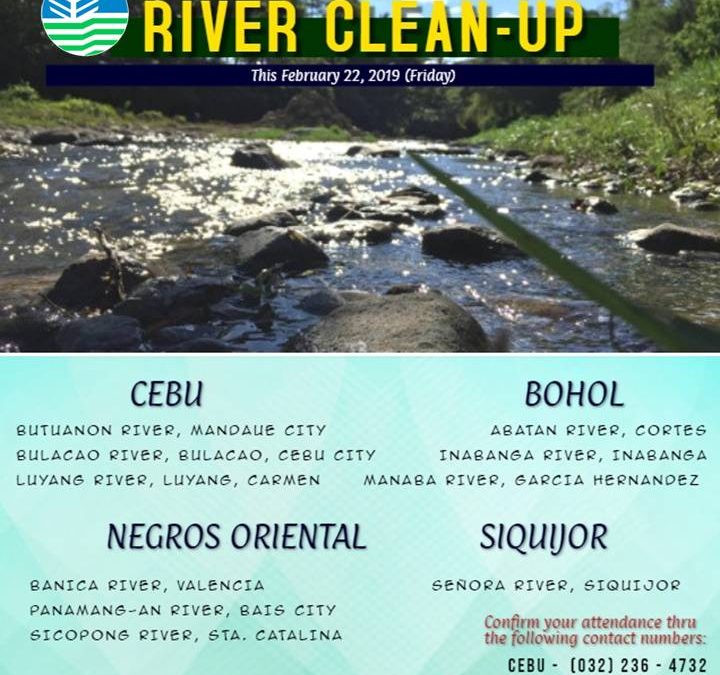 RIVER CLEAN-UP
This February 22, 2019 (Friday)
CEBU
BUTUANON RIVER, MANDAUE CITY
BULACAO RIVER, BULACAO, CEBU CITY
LUYANG RIVER, LUYANG, CARMEN
BOHOL
ABATAN RIVER, CORTES
INABANGA RIVER, INABANGA
MANABA RIVER, GARCIA HERNANDEZ
NEGROS ORIENTAL
BANICA RIVER, VALENCIA
PANAMANG-AN RIVER, BAIS CITY
SICOPONG RIVER, STA. CATALINA
SIQUIJOR
SEÑORA RIVER, SIQUIJOR
Confirm your attendance thru
the following contact numbers:
CEBU - (032) 236 - 4732